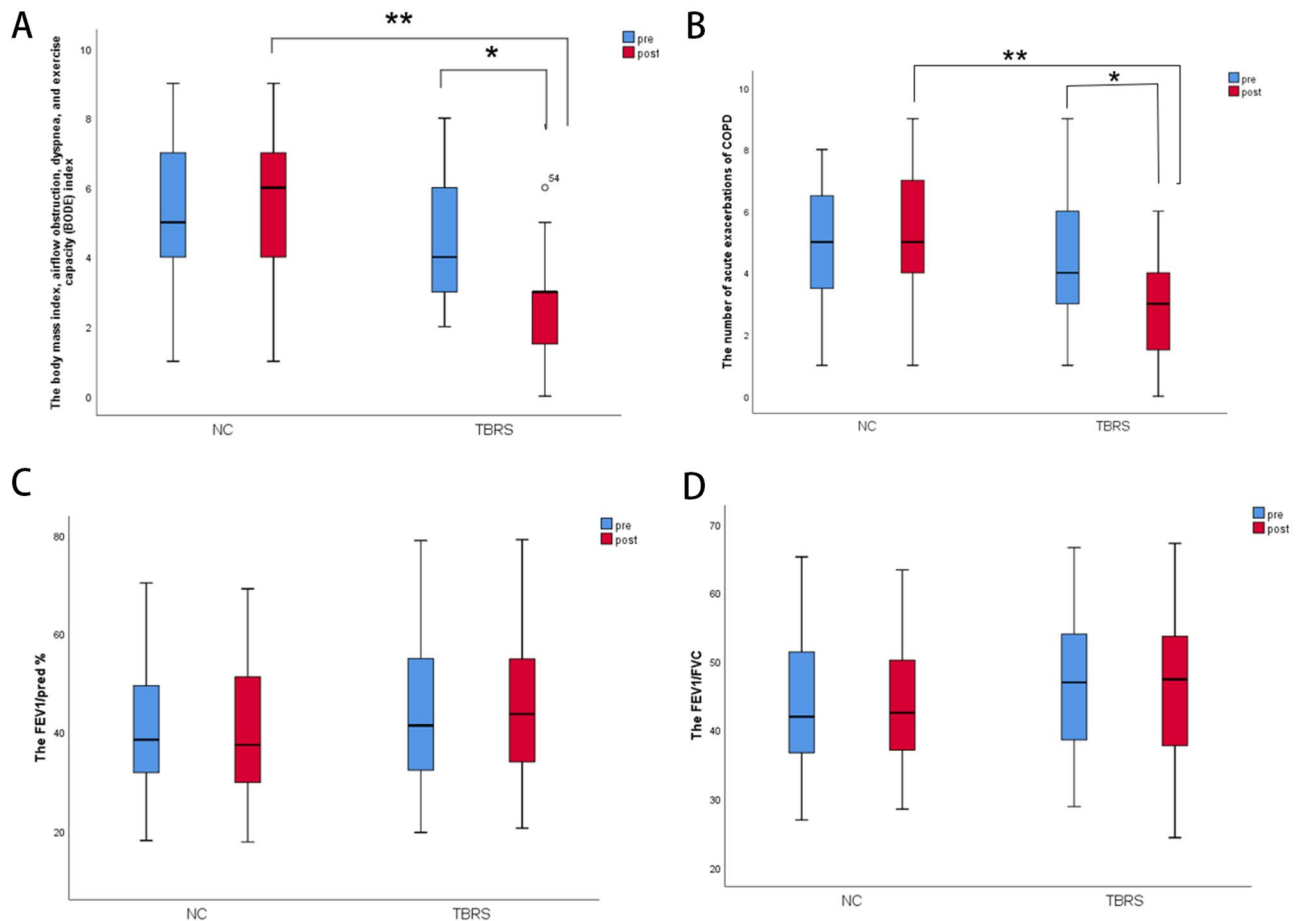 A
The body mass index, airflow obstruction, dyspnea, and exercise
capacity (BODE) index
10
8
6
4
2
0
**
*
54
pre
post
NC
TBRS
B
The number of acute exacerbations of COPD
10
8
6
4
2
0
**
*
pre
post
NC
TBRS
C
The FEV1/pred %
80
60
40
20
pre
post
NC
TBRS
D
The FEV1/FVC
70
60
50
40
30
20
pre
post
NC
TBRS